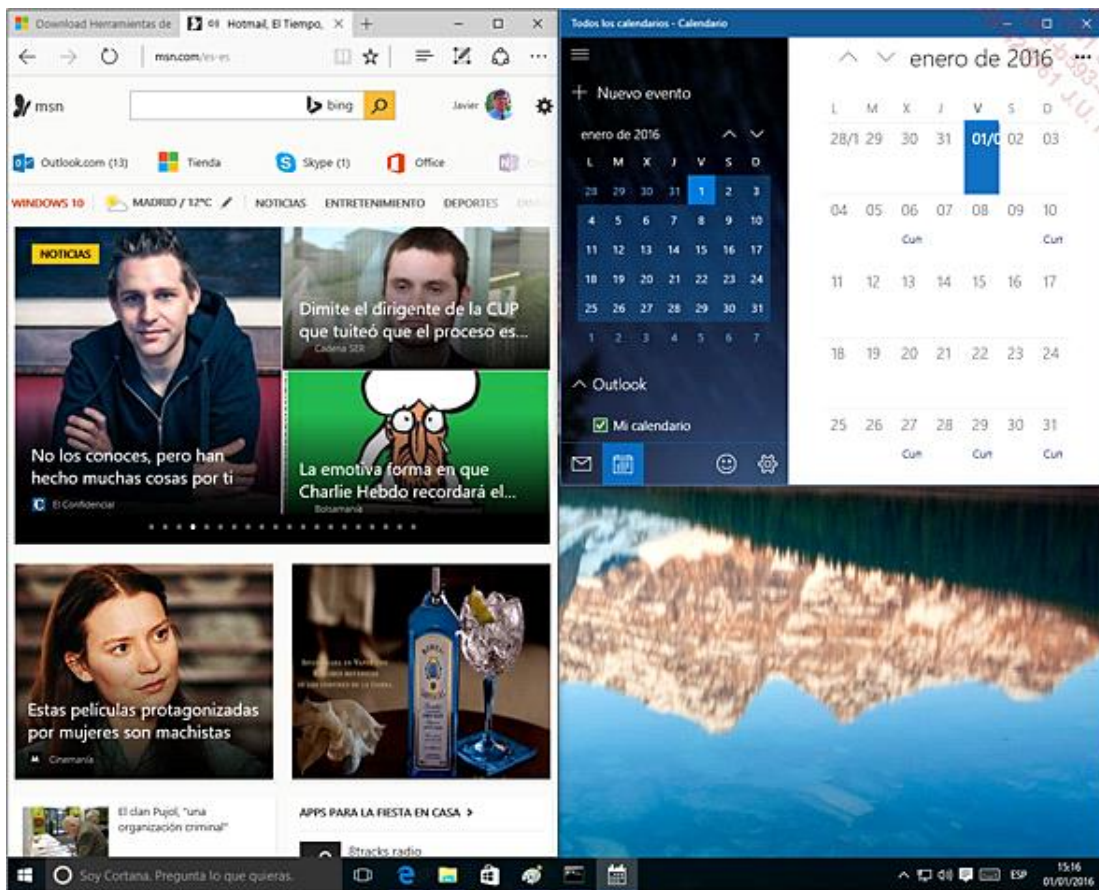 Download Herramientas de
Hotmail, El Tiempo,
Todos los calendarios - Calendario
msn.com/es-es
enero de 2016
Nuevo evento
msn
bing
Javier
enero de 2016
L M X J V S D
28 29 30 31 1 2 3
4 5 6 7 8 9 10
11 12 13 14 15 16 17
18 19 20 21 22 23 24
25 26 27 28 29 30 31
1 2 3 4 5 6 7
Outlook
Mi calendario
L M X J V S D
28/1 29 30 31 01/0 02 03
04 05 06 07 08 09 10
Cun Cun
11 12 13 14 15 16 17
18 19 20 21 22 23 24
25 26 27 28 29 30 31
Cun Cun Cun
Outlook.com (13)
Tienda
Skype (1)
Office
WINDOWS 10
MADRID / 12°C
NOTICIAS
ENTRETENIMIENTO
DEPORTES
NOTICIAS
No los conoces, pero han
hecho muchas cosas por ti
El Confidencial
Dimite el dirigente de la CUP
que tuiteó que el proceso es...
Cadena SER
La emotiva forma en que
Charlie Hebdo recordará el...
Bolsamanía
Estas películas protagonizadas
por mujeres son machistas
Cinemanía
El clan Pujol, "una
organización criminal"
APPS PARA LA FIESTA EN CASA >
8tracks radio
Soy Cortana. Pregunta lo que quieras.
ESP
15:16
01/01/2016